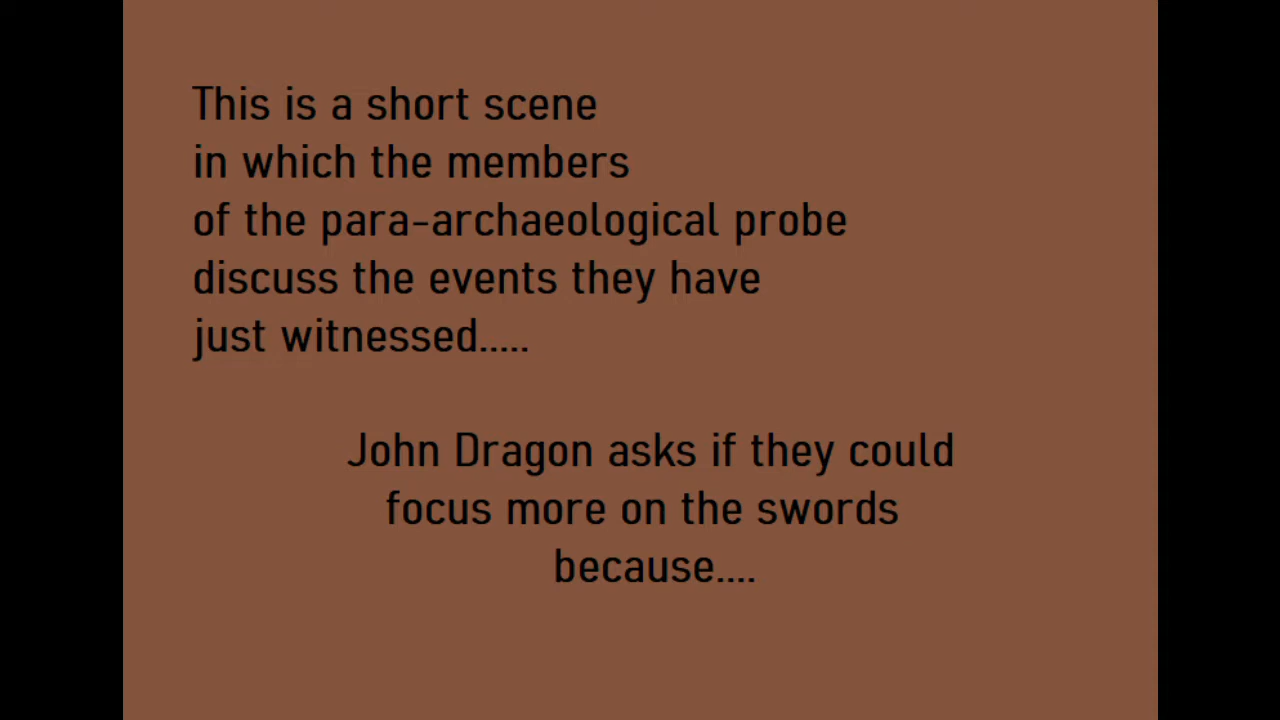 This is a short scene
in which the members
of the para-archaeological probe
discuss the events they have
just witnessed.....
John Dragon asks if they could
focus more on the swords
because....